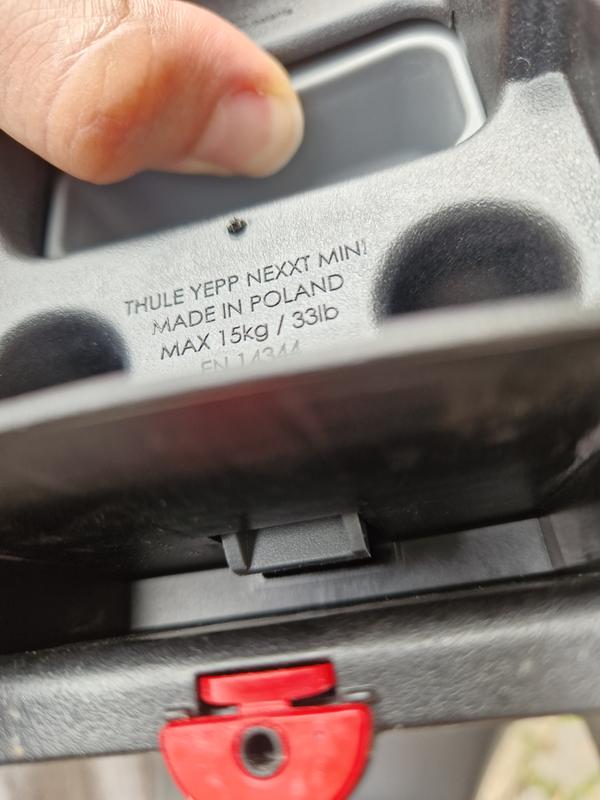 THULE YEPP NEXXT MINI
MADE IN POLAND
MAX 15kg / 33lb
EN 14344